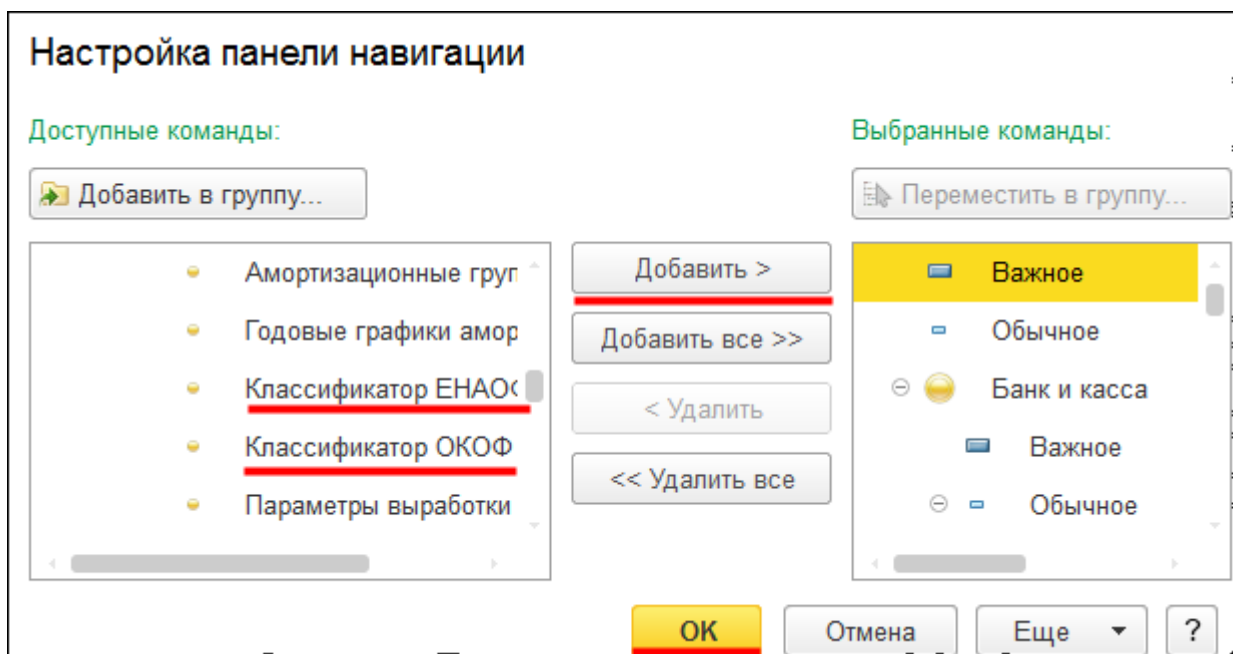 Настройка панели навигации
Доступные команды:
Выбранные команды:
Добавить в группу...
Переместить в группу...
Амортизационные груп
Годовые графики амор
Классификатор ЕНАОФ
Классификатор ОКОФ
Параметры выработки
Добавить >
Добавить все >>
< Удалить
<< Удалить все
Важное
Обычное
Банк и касса
Важное
Обычное
ОК
Отмена
Еще
?